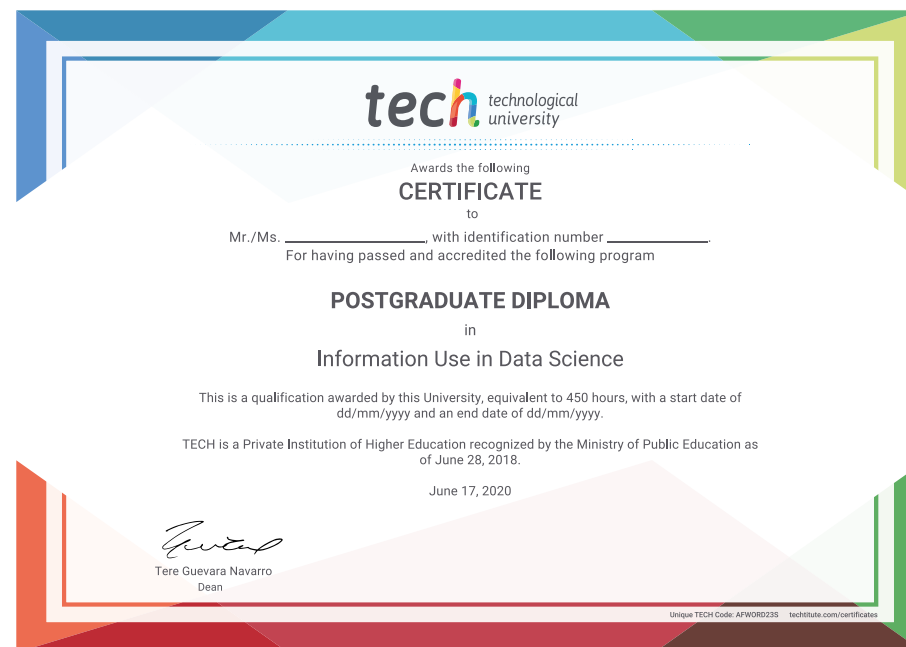 tech technological
university
Awards the following
CERTIFICATE
to
Mr./Ms. ____________________, with identification number ______________.
For having passed and accredited the following program
POSTGRADUATE DIPLOMA
in
Information Use in Data Science
This is a qualification awarded by this University, equivalent to 450 hours, with a start date of
dd/mm/yyyy and an end date of dd/mm/yyyy.
TECH is a Private Institution of Higher Education recognized by the Ministry of Public Education as
of June 28, 2018.
June 17, 2020
Tere Guevara Navarro
Dean
Unique TECH Code: AFWORD23S techtitute.com/certificates